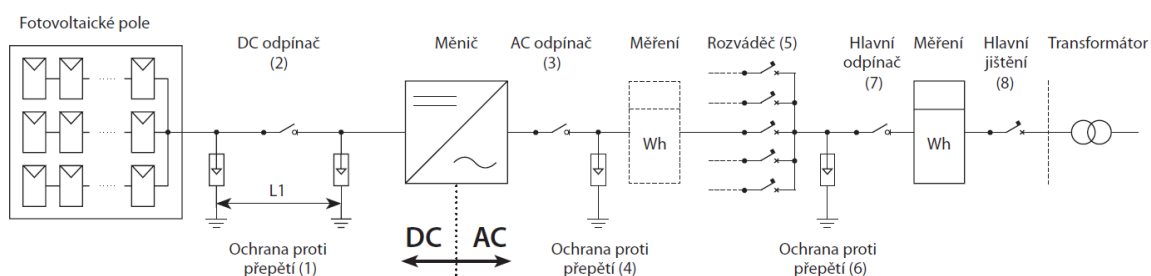 Fotovoltaické pole
DC odpínač
(2)
Měnič
AC odpínač
(3)
Měření
Rozváděč (5)
Hlavní
odpínač
(7)
Měření
Hlavní
jištění
(8)
Transformátor
Wh
Wh
L1
DC
AC
Ochrana proti
přepětí (1)
Ochrana proti
přepětí (4)
Ochrana proti
přepětí (6)